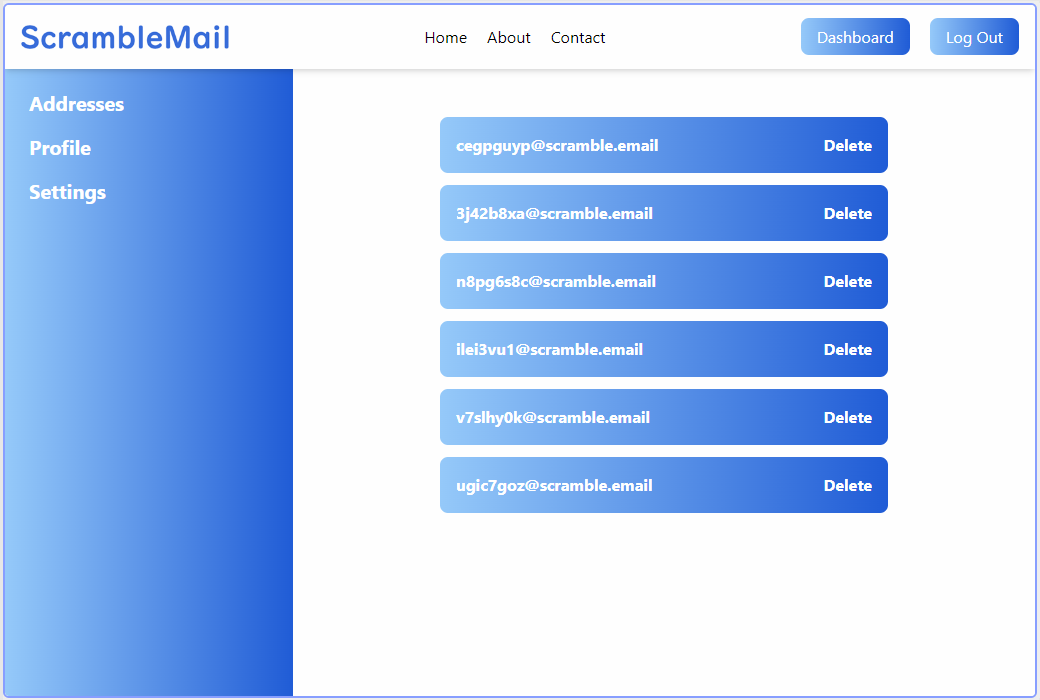 ScrambleMail Home About Contact Dashboard Log Out
Addresses
Profile
Settings
cegpguyp@scramble.email Delete
3j42b8xa@scramble.email Delete
n8pg6s8c@scramble.email Delete
ilei3vu1@scramble.email Delete
v7slhy0k@scramble.email Delete
ugic7goz@scramble.email Delete